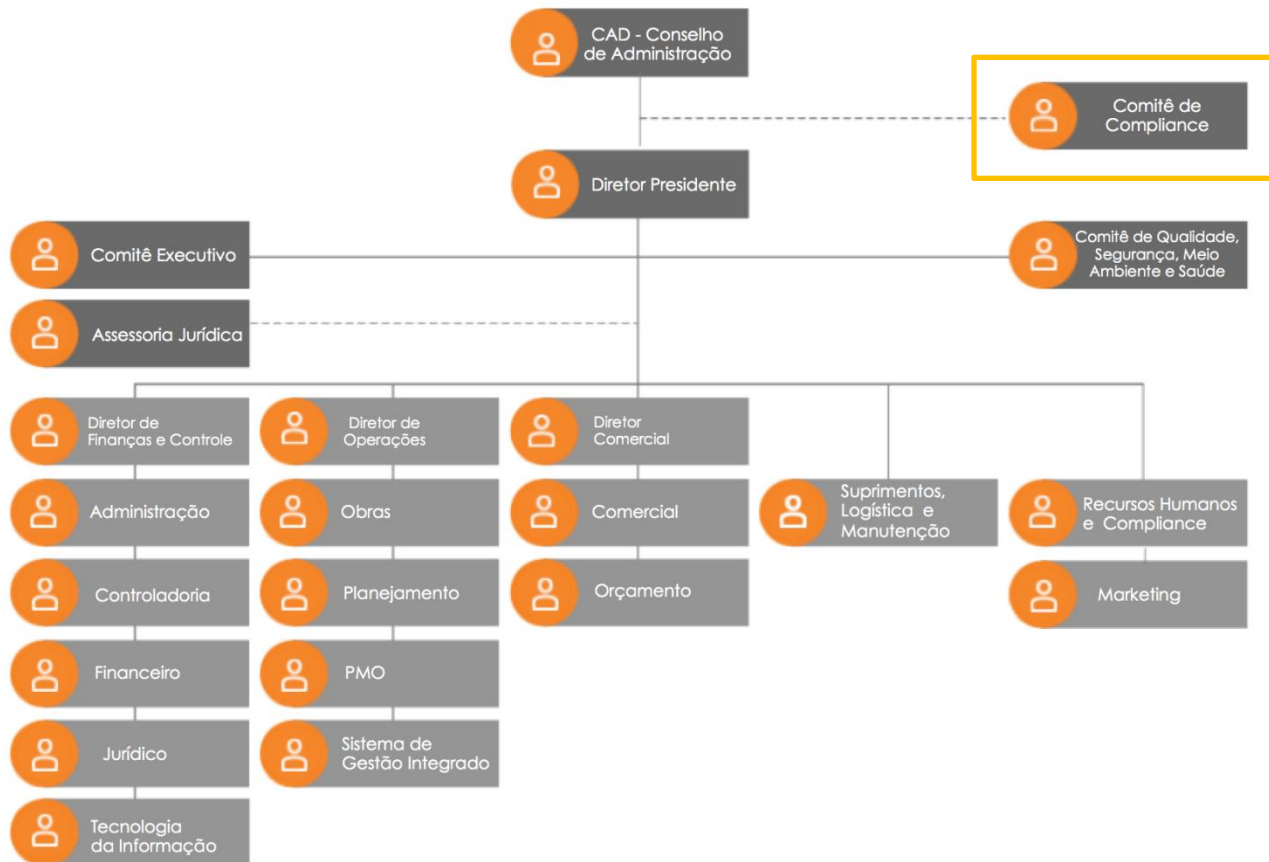 CAD - Conselho
de Administração
Comitê de
Compliance
Diretor Presidente
Comitê Executivo
Comitê de Qualidade,
Segurança, Meio
Ambiente e Saúde
Assessoria Jurídica
Diretor de
Finanças e Controle
Diretor de
Operações
Diretor
Comercial
Administração
Obras
Comercial
Suprimentos,
Logística e
Manutenção
Recursos Humanos
e Compliance
Controladoria
Planejamento
Orçamento
Marketing
Financeiro
PMO
Jurídico
Sistema de
Gestão Integrado
Tecnologia
da Informação